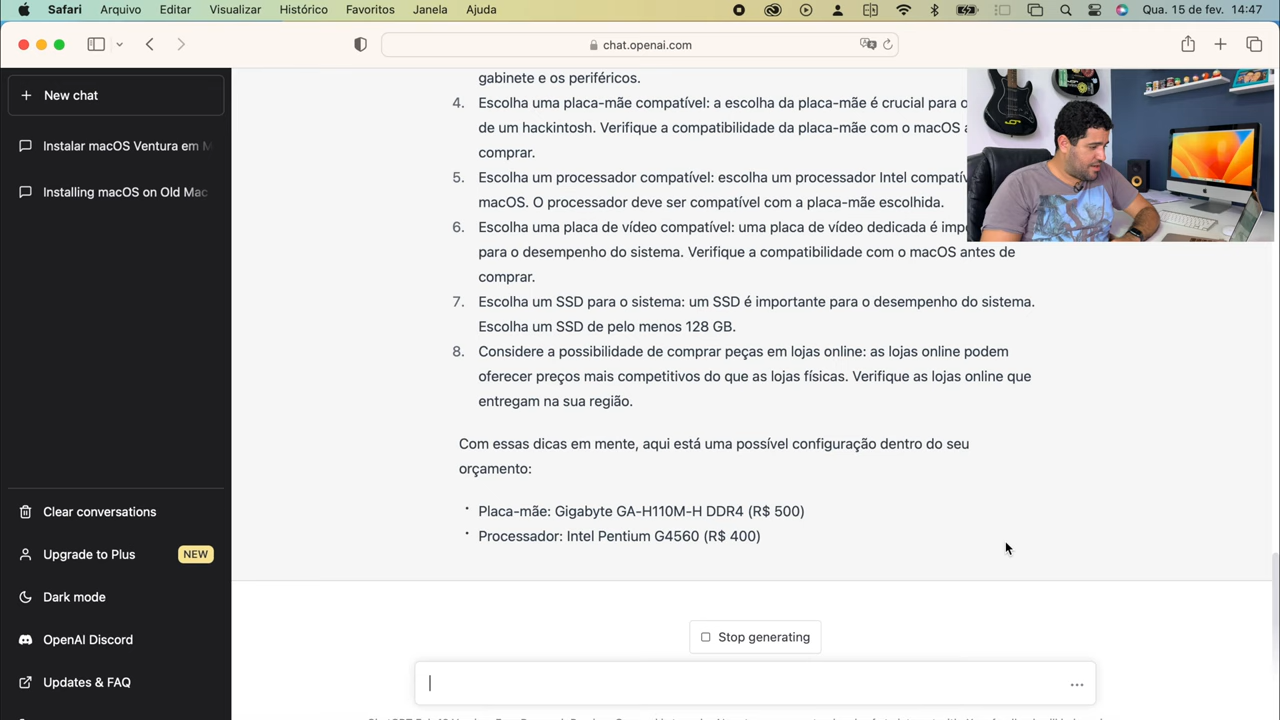 Safari Arquivo Editar Visualizar Histórico Favoritos Janela Ajuda Qua. 15 de fev. 14:47
chat.openai.com
New chat
Instalar macOS Ventura em
Installing macOS on Old Mac
Clear conversations
Upgrade to Plus NEW
Dark mode
OpenAI Discord
Updates & FAQ
gabinete e os periféricos.
4. Escolha uma placa-mãe compatível: a escolha da placa-mãe é crucial para
de um hackintosh. Verifique a compatibilidade da placa-mãe com o macOS
comprar.
5. Escolha um processador compatível: escolha um processador Intel
macOS. O processador deve ser compatível com a placa-mãe escolhida.
6. Escolha uma placa de vídeo compatível: uma placa de vídeo dedicada é
para o desempenho do sistema. Verifique a compatibilidade com o macOS antes de
comprar.
7. Escolha um SSD para o sistema: um SSD é importante para o desempenho do sistema.
Escolha um SSD de pelo menos 128 GB.
8. Considere a possibilidade de comprar peças em lojas online: as lojas online podem
oferecer preços mais competitivos do que as lojas físicas. Verifique as lojas online que
entregam na sua região.
Com essas dicas em mente, aqui está uma possível configuração dentro do seu
orçamento:
• Placa-mãe: Gigabyte GA-H110M-H DDR4 (R$ 500)
• Processador: Intel Pentium G4560 (R$ 400)
Stop generating